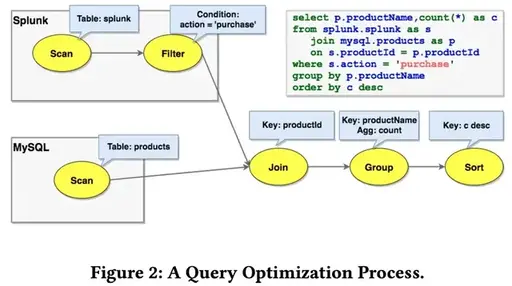 Splunk
Table: splunk
Condition:
action = 'purchase'
Scan
Filter
select p.productName,count(*) as c
from splunk.splunk as s
join mysql.products as p
on s.productId = p.productId
where s.action = 'purchase'
group by p.productName
order by c desc
MySQL
Table: products
Scan
Key: productId
Key: productName
Agg: count
Key: c desc
Join
Group
Sort
Figure 2: A Query Optimization Process.